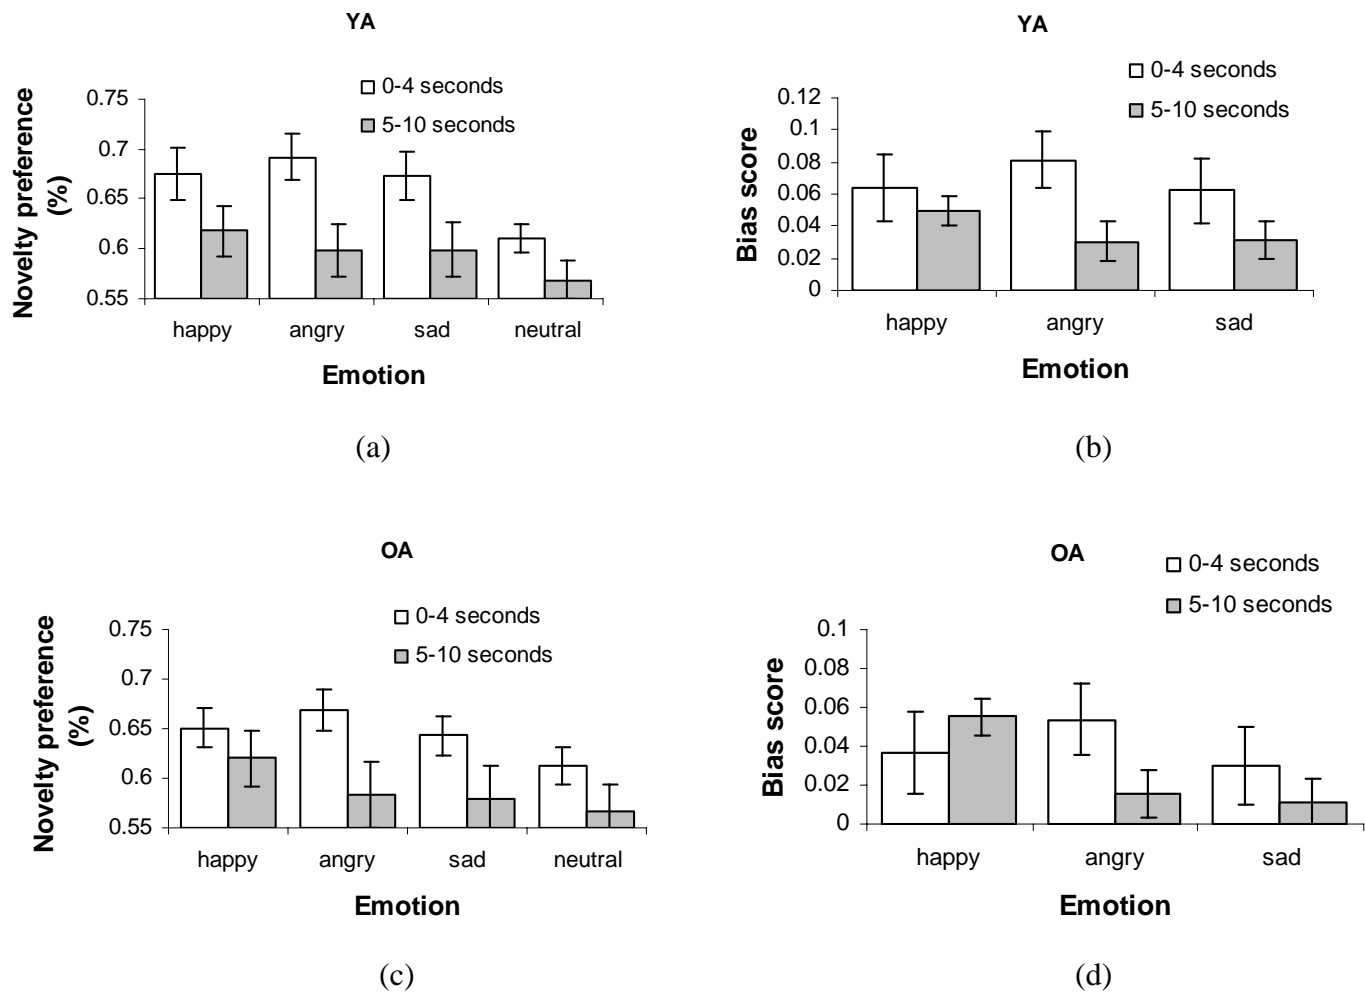 YA
0-4 seconds
5-10 seconds
Novelty preference
(%)
0.75
0.7
0.65
0.6
0.55
happy angry sad neutral
Emotion
(a)
YA
0-4 seconds
5-10 seconds
Bias score
0.12
0.1
0.08
0.06
0.04
0.02
0
happy angry sad
Emotion
(b)
OA
0-4 seconds
5-10 seconds
Novelty preference
(%)
0.75
0.7
0.65
0.6
0.55
happy angry sad neutral
Emotion
(c)
OA
0-4 seconds
5-10 seconds
Bias score
0.1
0.08
0.06
0.04
0.02
0
happy angry sad
Emotion
(d)